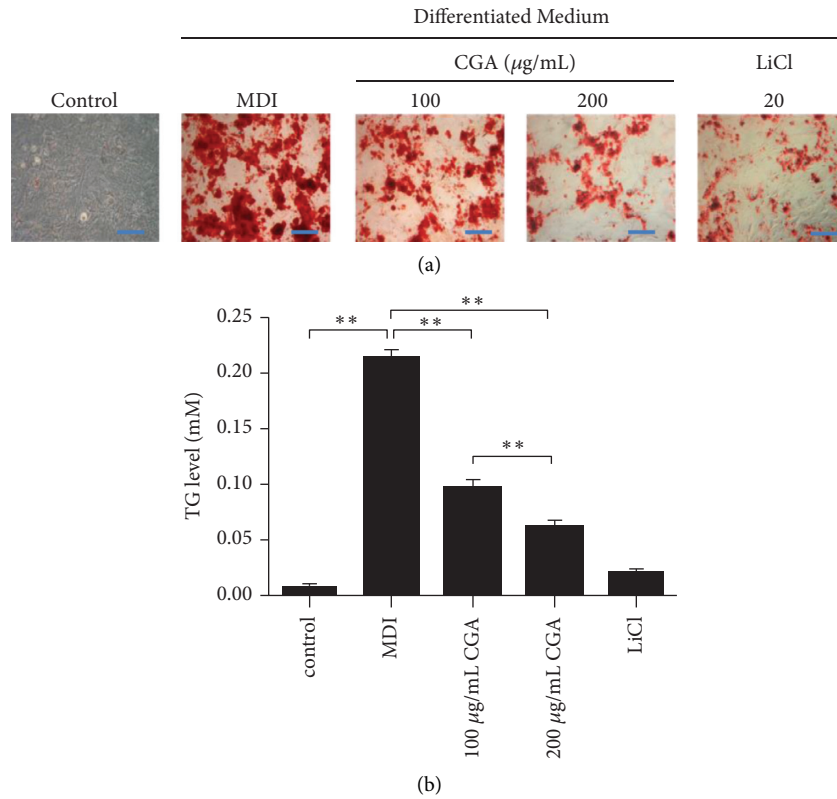 Differentiated Medium
CGA (μg/mL)
LiCl
Control
MDI
100
200
20
(a)
**
**
**
**
0.25
0.20
0.15
0.10
0.05
0.00
TG level (mM)
control
MDI
100 μg/mL CGA
200 μg/mL CGA
LiCl
(b)